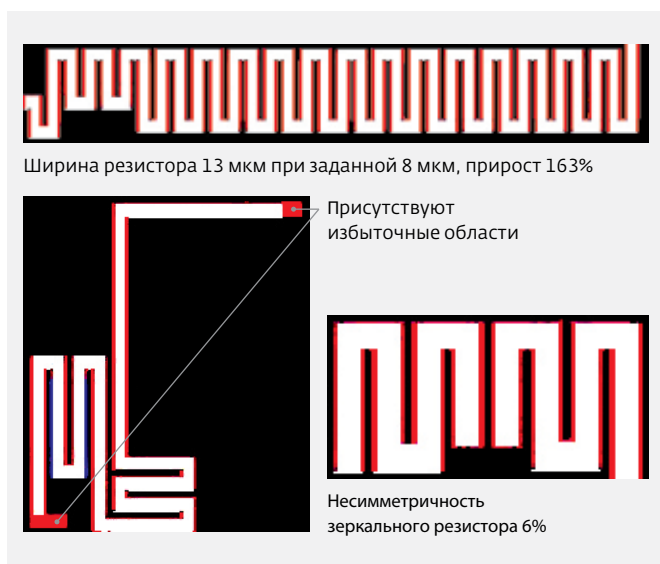 Ширина резистора 13 мкм при заданной 8 мкм, прирост 163%
Присутствуют
избыточные области
Несимметричность
зеркального резистора 6%